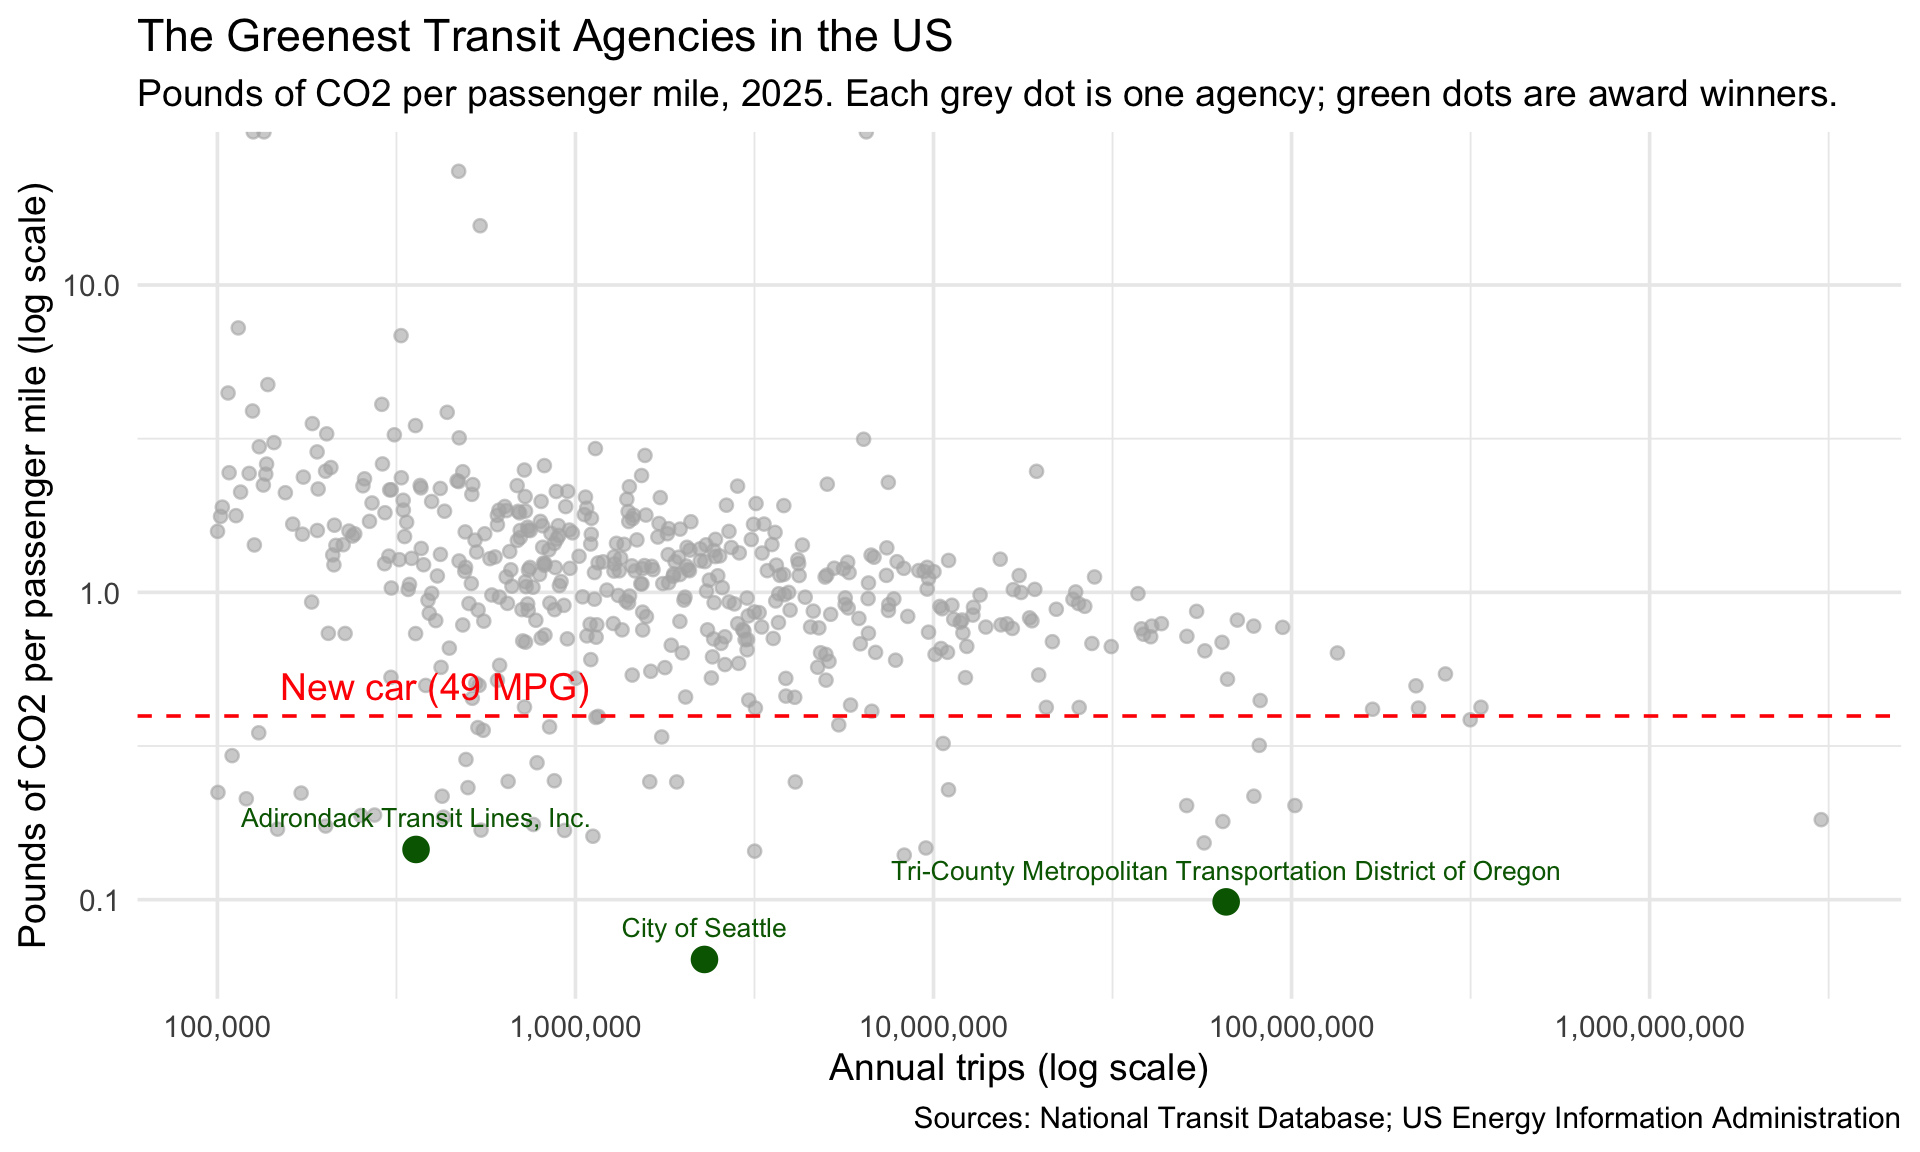 The Greenest Transit Agencies in the US
Pounds of CO2 per passenger mile, 2025. Each grey dot is one agency; green dots are award winners.
Pounds of CO2 per passenger mile (log scale)
10.0
1.0
0.1
New car (49 MPG)
Adirondack Transit Lines, Inc.
Tri-County Metropolitan Transportation District of Oregon
City of Seattle
100,000
1,000,000
10,000,000
100,000,000
1,000,000,000
Annual trips (log scale)
Sources: National Transit Database; US Energy Information Administration